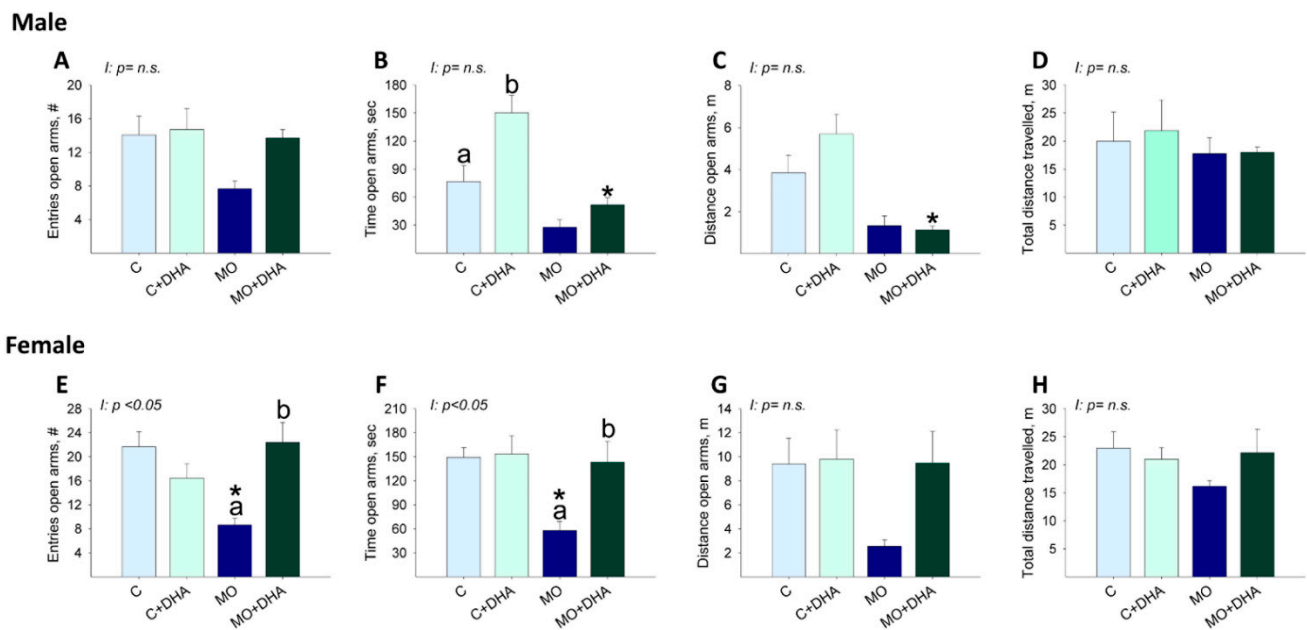 Male
A
I: p= n.s.
Entries open arms, #
20
16
12
8
4
C
C+DHA
MO
MO+DHA
B
I: p= n.s.
Time open arms, sec
180
150
120
90
60
30
a
b
*
C
C+DHA
MO
MO+DHA
C
I: p= n.s.
Distance open arms, m
8
6
4
2
*
C
C+DHA
MO
MO+DHA
D
I: p= n.s.
Total distance travelled, m
30
25
20
15
10
5
C
C+DHA
MO
MO+DHA
Female
E
I: p <0.05
Entries open arms, #
28
24
20
16
12
8
4
*
a
b
C
C+DHA
MO
MO+DHA
F
I: p<0.05
Time open arms, sec
210
180
150
120
90
60
30
*
a
b
C
C+DHA
MO
MO+DHA
G
I: p= n.s.
Distance open arms, m
14
12
10
8
6
4
2
C
C+DHA
MO
MO+DHA
H
I: p= n.s.
Total distance travelled, m
30
25
20
15
10
5
C
C+DHA
MO
MO+DHA